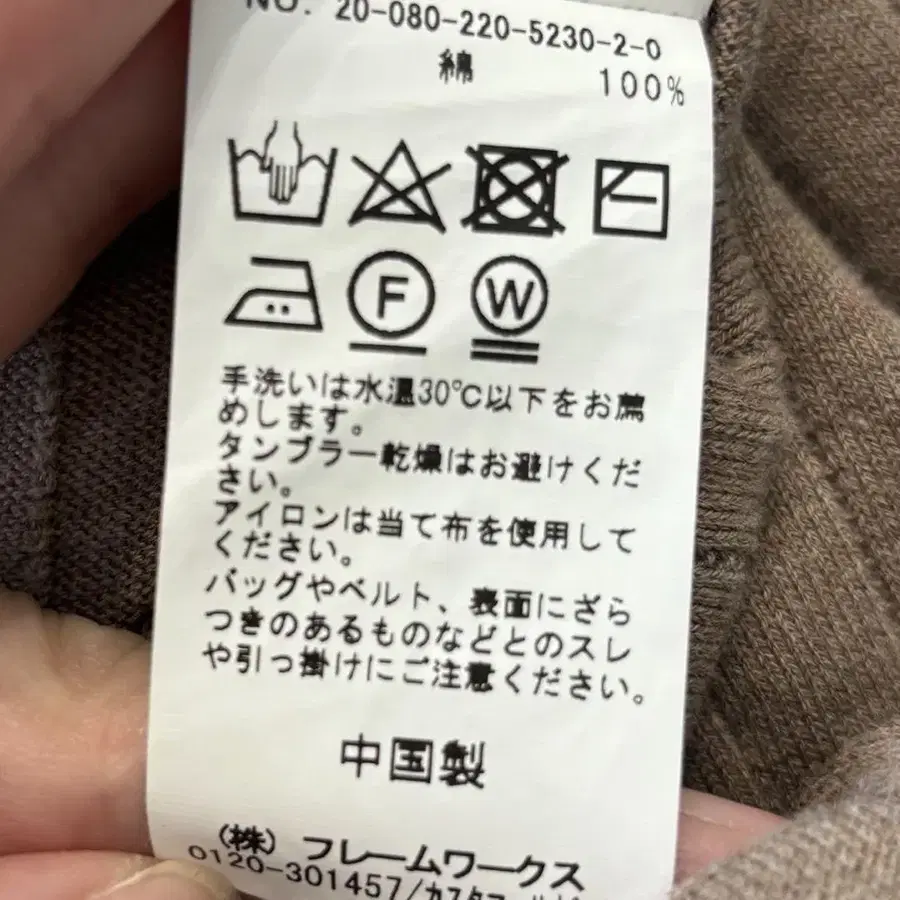 NO. 20-080-220-5230-2-0
綿 100%
F W
手洗いは水温30℃以下をお薦
めします。
タンブラー乾燥はお避けくだ
さい。
アイロンは当て布を使用して
ください。
バッグやベルト、表面にざら
つきのあるものなどとのスレ
や引っ掛けにご注意ください。
中国製
(株) フレームワークス
0120-301457/カスタマー